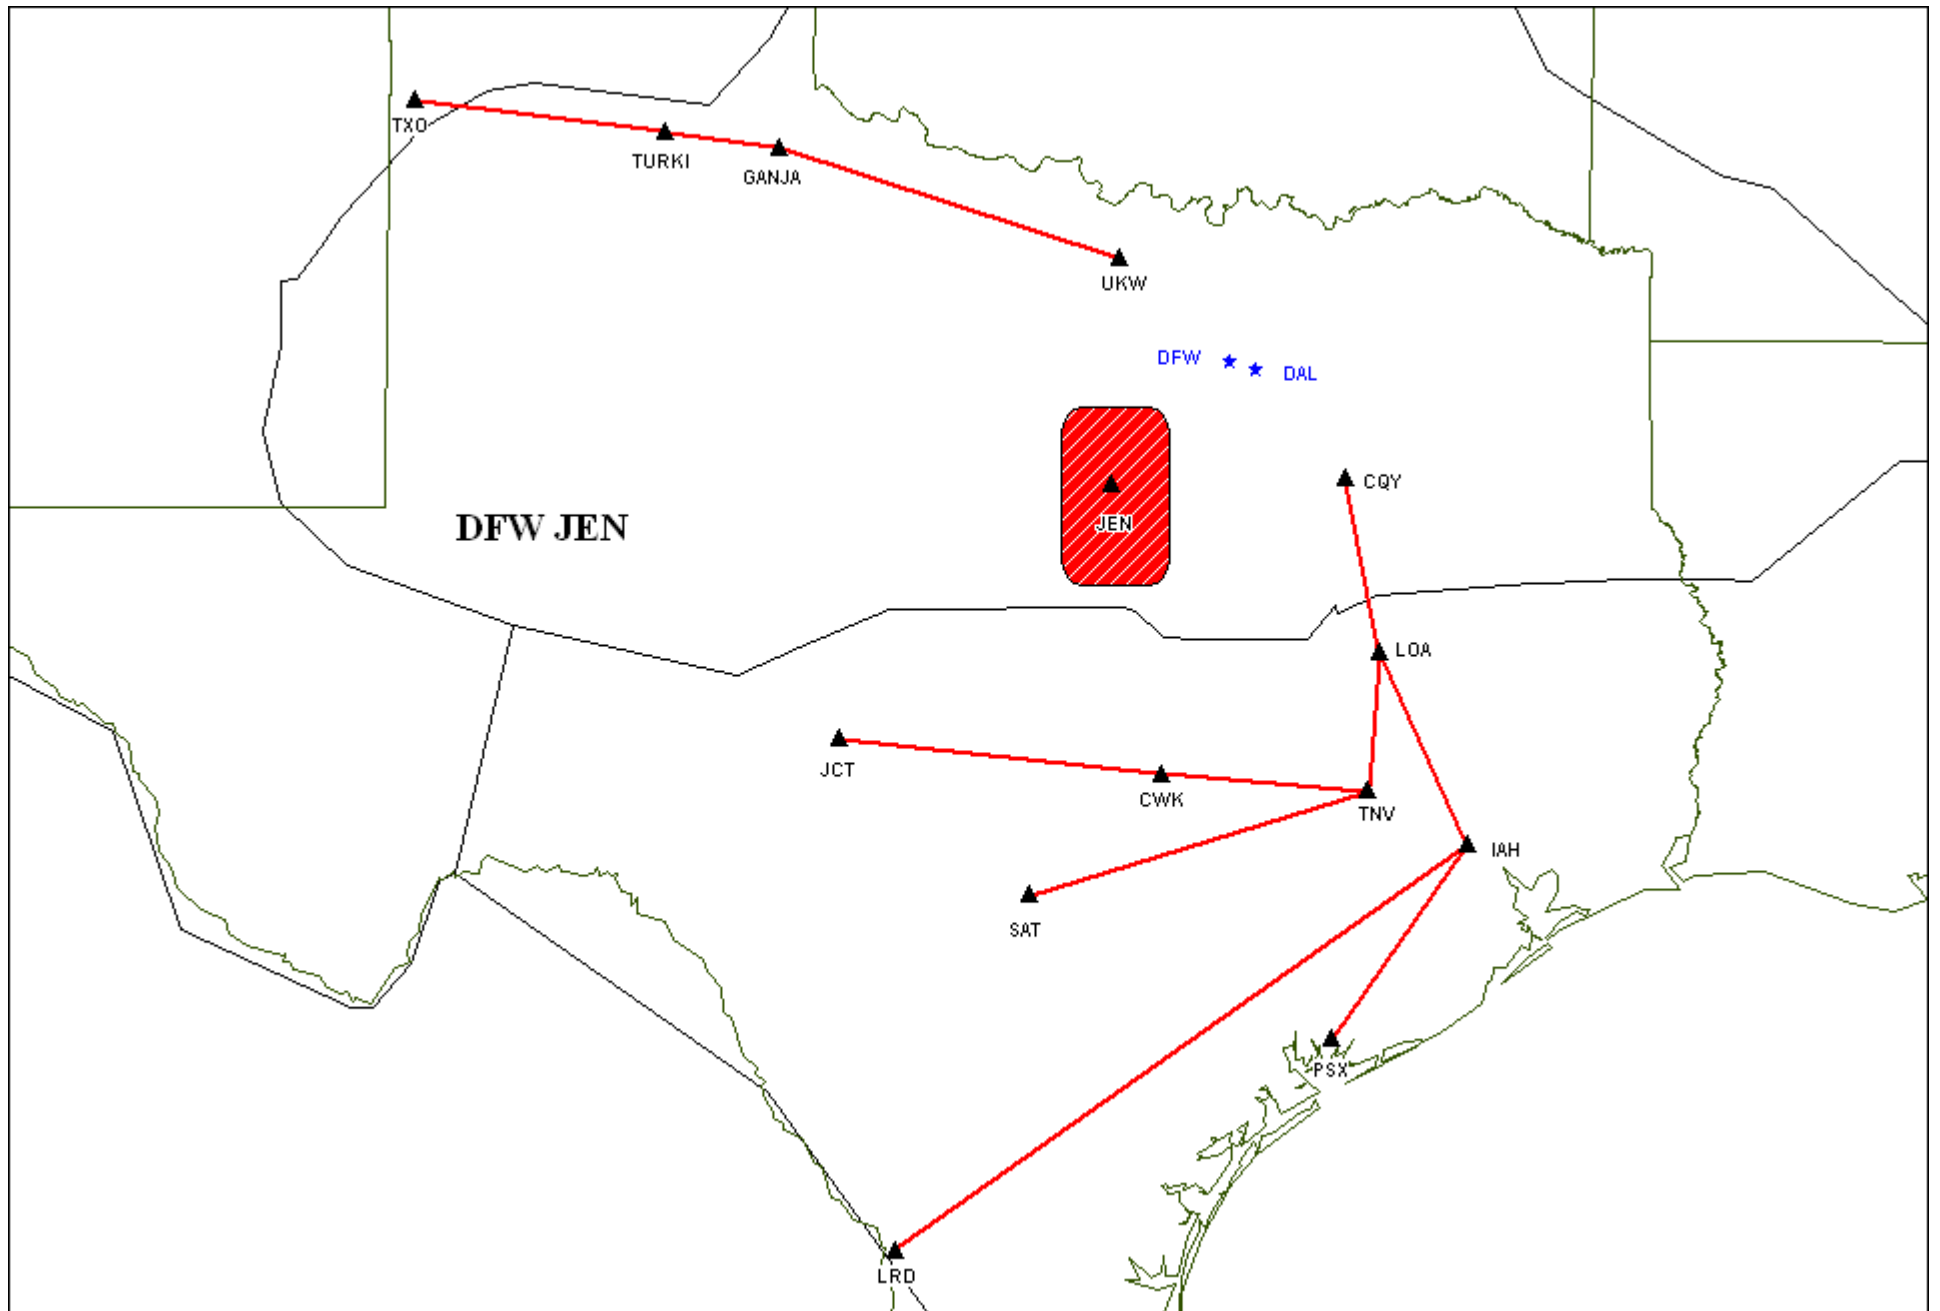 TXO
TURKI
GANJA
UKW
DFW
DAL
CQY
JEN
DFW JEN
LOA
JCT
CWK
TNV
IAH
SAT
PSX
LRD